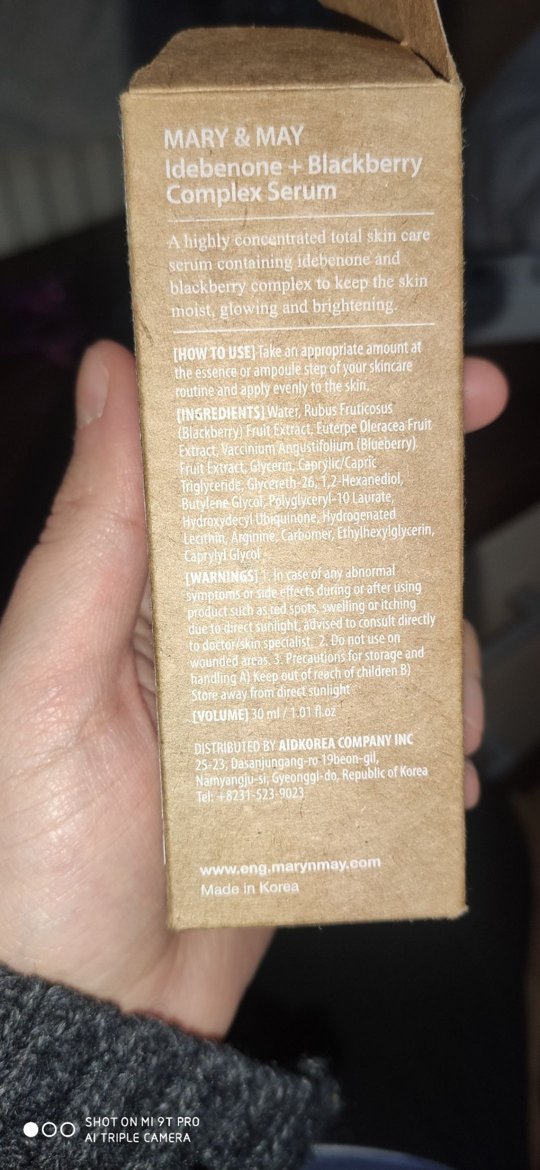 MARY & MAY
Idebenone + Blackberry
Complex Serum
A highly concentrated total skin care
serum containing idebenone and
blackberry complex to keep the skin
moist, glowing and brightening.
[HOW TO USE] Take an appropriate amount at
the essence or ampoule step of your skincare
routine and apply evenly to the skin.
[INGREDIENTS] Water, Rubus Fruticosus
(Blackberry) Fruit Extract, Euterpe Oleracea Fruit
Extract, Vaccinium Angustifolium (Blueberry)
Fruit Extract, Glycerin, Caprylic/Capric
Triglyceride, Glycereth-26, 1,2-Hexanediol,
Butylene Glycol, Polyglyceryl-10 Laurate,
Hydroxydecyl Ubiquinone, Hydrogenated
Lecithin, Arginine, Carbomer, Ethylhexylglycerin,
Caprylyl Glycol
[WARNINGS] 1. In case of any abnormal
symptoms or side effects during or after using
product such as red spots, swelling or itching
due to direct sunlight, advised to consult directly
to doctor/skin specialist. 2. Do not use on
wounded areas. 3. Precautions for storage and
handling A) Keep out of reach of children B)
Store away from direct sunlight
[VOLUME] 30 ml / 1.01 fl.oz
DISTRIBUTED BY AIDKOREA COMPANY INC
25-23, Dasanjungang-ro 19beon-gil,
Namyangju-si, Gyeonggi-do, Republic of Korea
Tel: +8231-523-9023
www.eng.marynmay.com
Made in Korea
SHOT ON MI 9T PRO
AI TRIPLE CAMERA